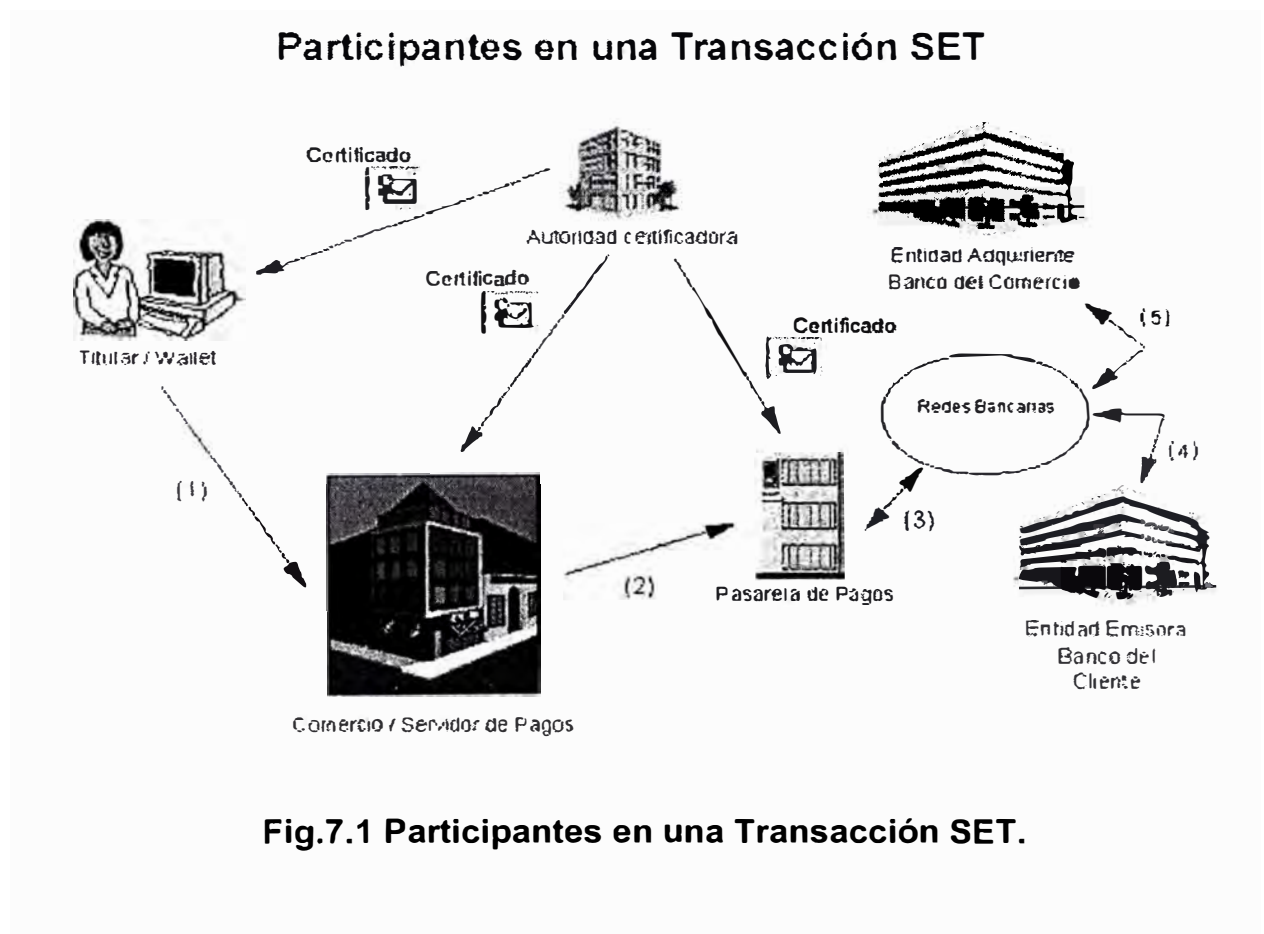 Participantes en una Transacción SET
Certificado
Autoridad certificadora
Entidad Adquiriente
Banco del Comercio
Certificado
Titular / Wallet
Certificado
(5)
Redes Bancarias
(4)
(1)
(3)
(2)
Pasarela de Pagos
Entidad Emisora
Banco del
Cliente
Comercio / Servidor de Pagos
Fig.7.1 Participantes en una Transacción SET.